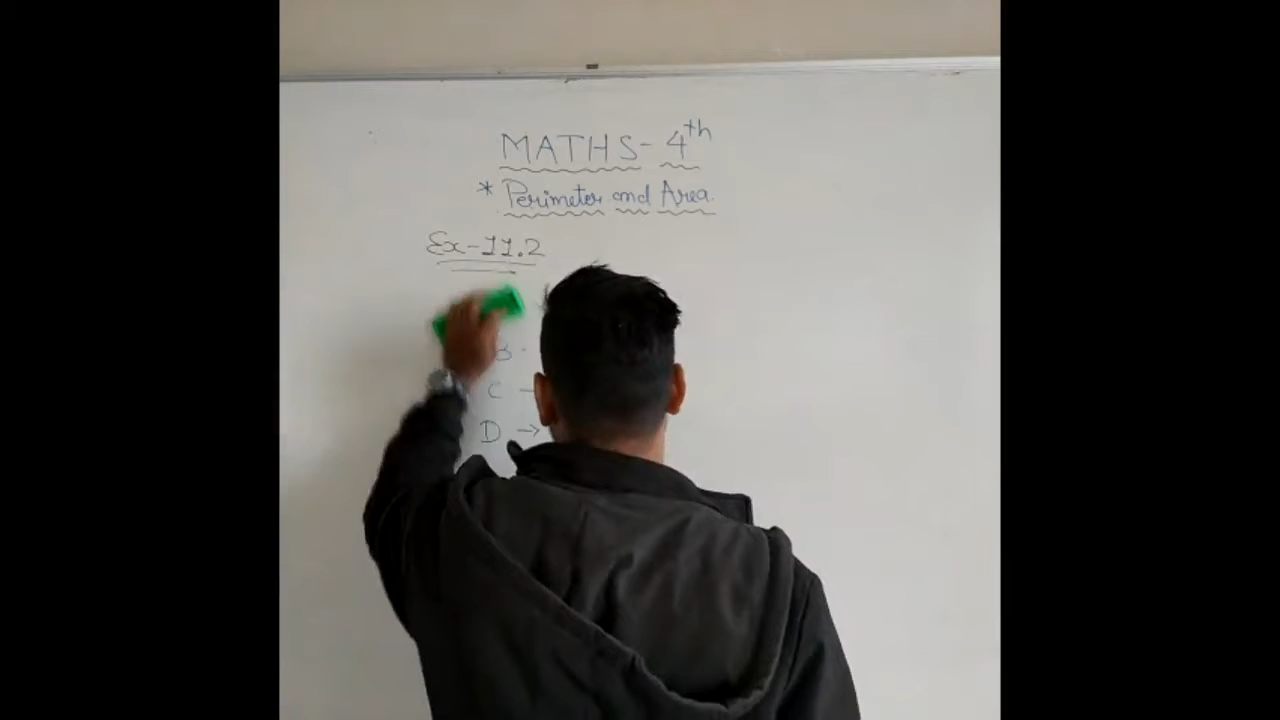 MATHS- 4th
* Perimeter and Area.
Ex-11.2
B -
C -
D →